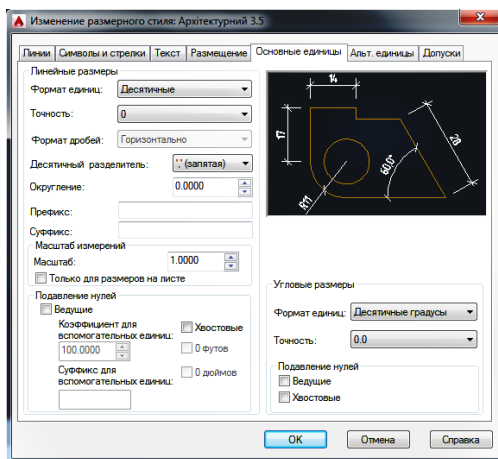 Изменение размерного стиля: Архітектурний 3.5
Линии Символы и стрелки Текст Размещение Основные единицы Альт. единицы Допуски
Линейные размеры
Формат единиц: Десятичные
Точность: 0
Формат дробей: Горизонтально
Десятичный разделитель: ',' (запятая)
Округление: 0.0000
Префикс:
Суффикс:
Масштаб измерений
Масштаб: 1.0000
Только для размеров на листе
Подавление нулей
Ведущие
Коэффициент для
вспомогательных единиц:
100.0000
Суффикс для
вспомогательных единиц:
Хвостовые
0 футов
0 дюймов
14
17
28
60,0°
R11
Угловые размеры
Формат единиц: Десятичные градусы
Точность: 0.0
Подавление нулей
Ведущие
Хвостовые
OK Отмена Справка